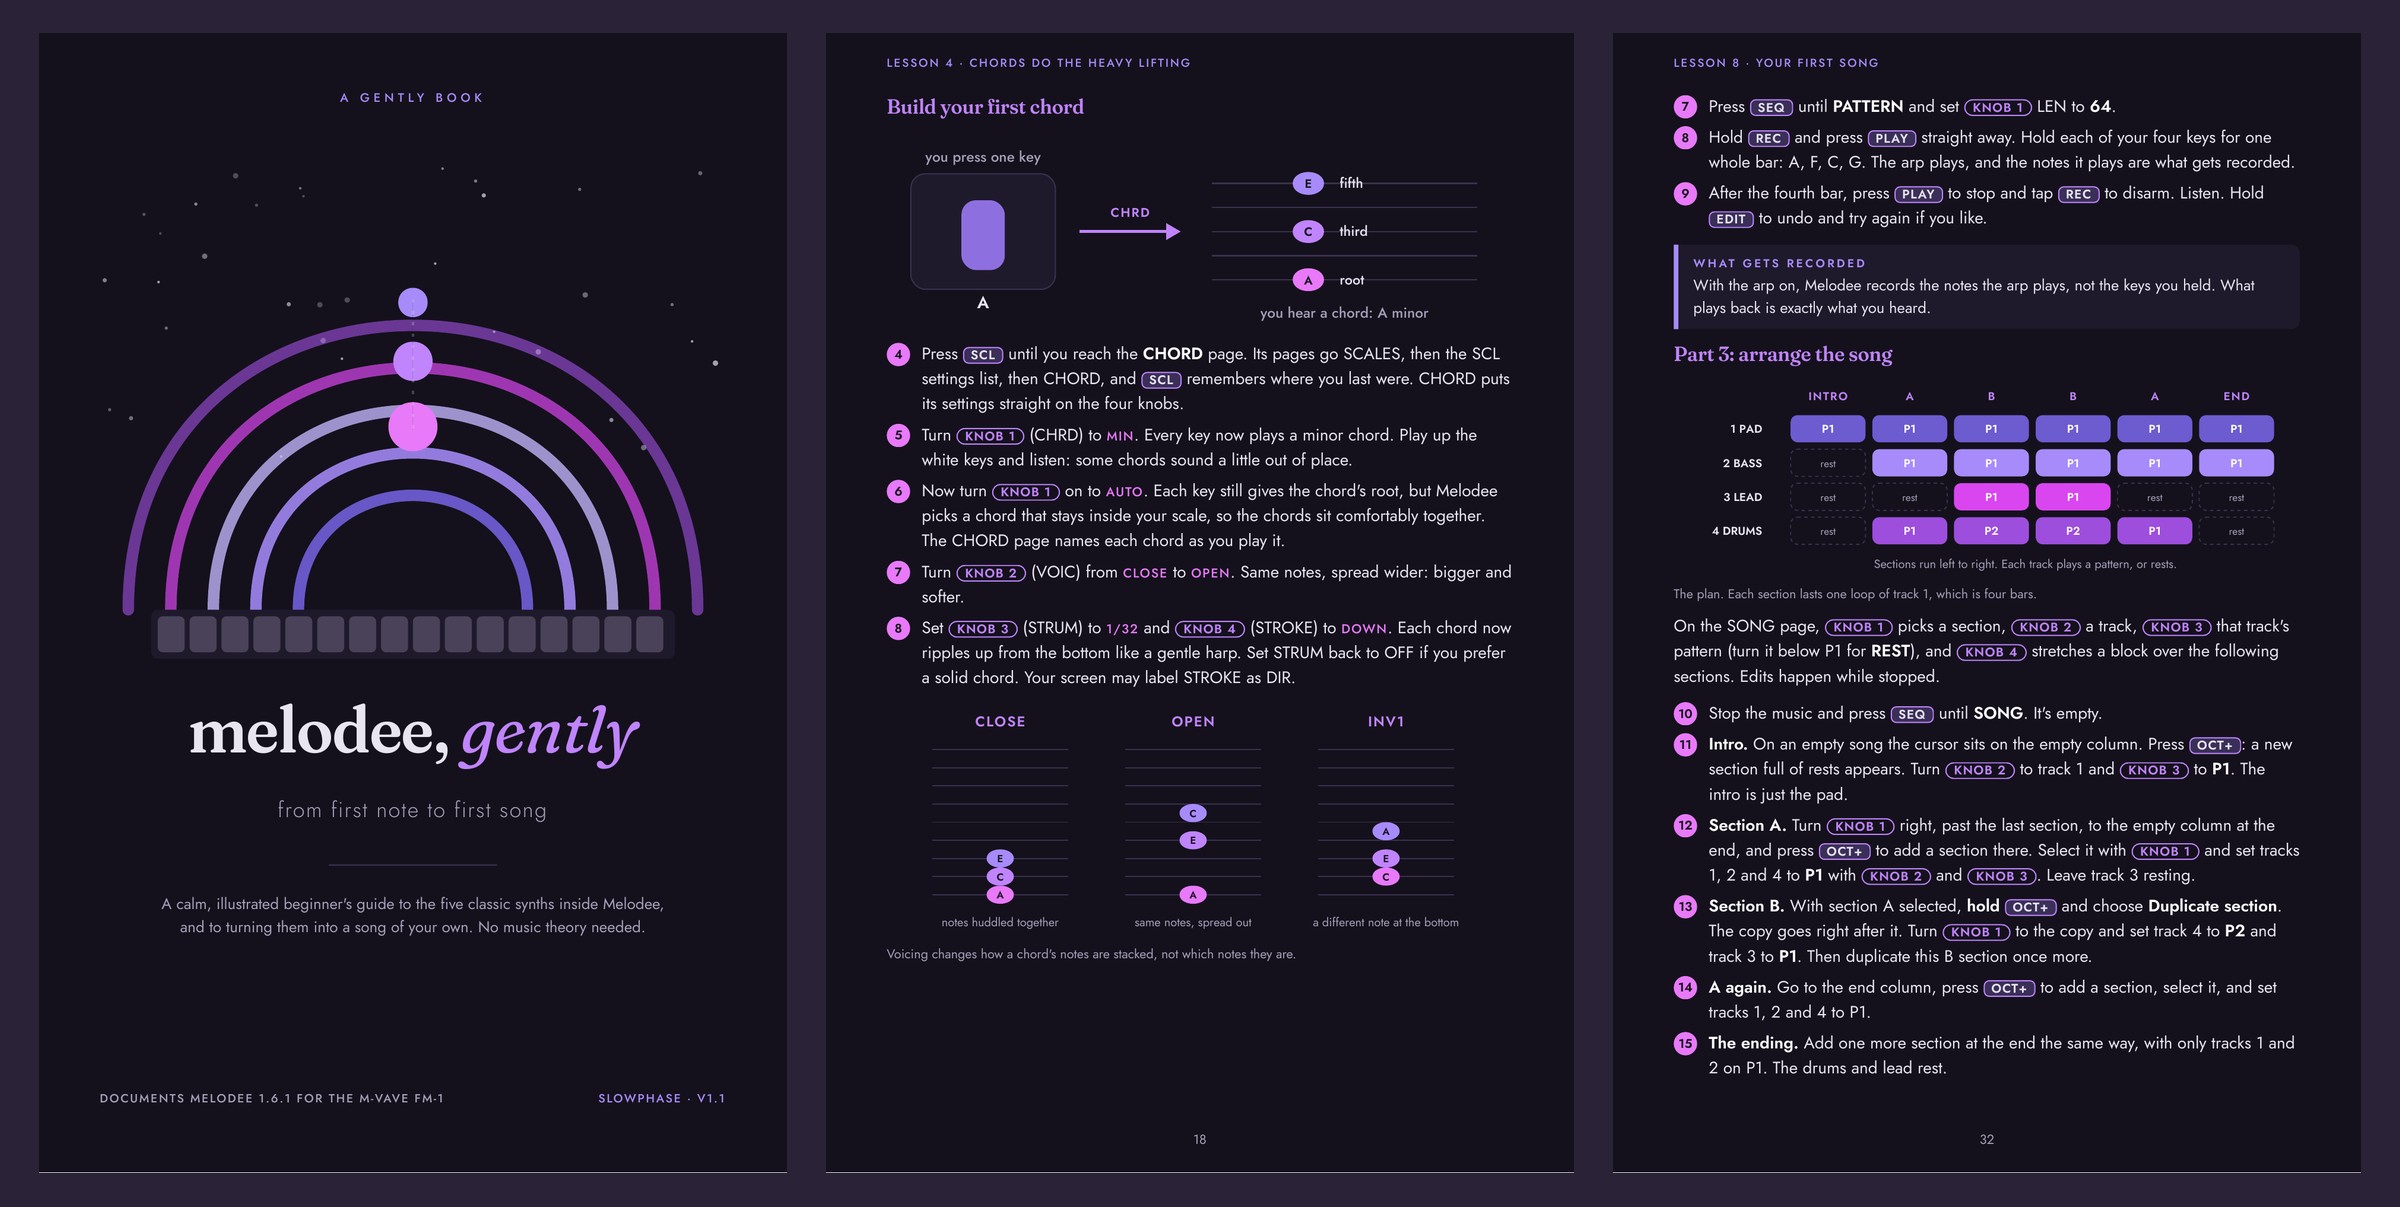 A GENTLY BOOK
melodee, gently
from first note to first song
A calm, illustrated beginner's guide to the five classic synths inside Melodee,
and to turning them into a song of your own. No music theory needed.
DOCUMENTS MELODEE 1.6.1 FOR THE M-VAVE FM-1
SLOWPHASE · V1.1
LESSON 4 · CHORDS DO THE HEAVY LIFTING
Build your first chord
you press one key
A
CHRD
E fifth
C third
A root
you hear a chord: A minor
4 Press SCL until you reach the CHORD page. Its pages go SCALES, then the SCL
settings list, then CHORD, and SCL remembers where you last were. CHORD puts
its settings straight on the four knobs.
5 Turn KNOB 1 (CHRD) to MIN. Every key now plays a minor chord. Play up the
white keys and listen: some chords sound a little out of place.
6 Now turn KNOB 1 on to AUTO. Each key still gives the chord's root, but Melodee
picks a chord that stays inside your scale, so the chords sit comfortably together.
The CHORD page names each chord as you play it.
7 Turn KNOB 2 (VOIC) from CLOSE to OPEN. Same notes, spread wider: bigger and
softer.
8 Set KNOB 3 (STRUM) to 1/32 and KNOB 4 (STROKE) to DOWN. Each chord now
ripples up from the bottom like a gentle harp. Set STRUM back to OFF if you prefer
a solid chord. Your screen may label STROKE as DIR.
CLOSE
E
C
A
notes huddled together
OPEN
C
E
A
same notes, spread out
INV1
A
E
C
a different note at the bottom
Voicing changes how a chord's notes are stacked, not which notes they are.
18
LESSON 8 · YOUR FIRST SONG
7 Press SEQ until PATTERN and set KNOB 1 LEN to 64.
8 Hold REC and press PLAY straight away. Hold each of your four keys for one
whole bar: A, F, C, G. The arp plays, and the notes it plays are what gets recorded.
9 After the fourth bar, press PLAY to stop and tap REC to disarm. Listen. Hold
EDIT to undo and try again if you like.
WHAT GETS RECORDED
With the arp on, Melodee records the notes the arp plays, not the keys you held. What
plays back is exactly what you heard.
Part 3: arrange the song
INTRO A B B A END
1 PAD P1 P1 P1 P1 P1 P1
2 BASS rest P1 P1 P1 P1 P1
3 LEAD rest rest P1 P1 rest rest
4 DRUMS rest P1 P2 P2 P1 rest
Sections run left to right. Each track plays a pattern, or rests.
The plan. Each section lasts one loop of track 1, which is four bars.
On the SONG page, KNOB 1 picks a section, KNOB 2 a track, KNOB 3 that track's
pattern (turn it below P1 for REST), and KNOB 4 stretches a block over the following
sections. Edits happen while stopped.
10 Stop the music and press SEQ until SONG. It's empty.
11 Intro. On an empty song the cursor sits on the empty column. Press OCT+: a new
section full of rests appears. Turn KNOB 2 to track 1 and KNOB 3 to P1. The
intro is just the pad.
12 Section A. Turn KNOB 1 right, past the last section, to the empty column at the
end, and press OCT+ to add a section there. Select it with KNOB 1 and set tracks
1, 2 and 4 to P1 with KNOB 2 and KNOB 3. Leave track 3 resting.
13 Section B. With section A selected, hold OCT+ and choose Duplicate section.
The copy goes right after it. Turn KNOB 1 to the copy and set track 4 to P2 and
track 3 to P1. Then duplicate this B section once more.
14 A again. Go to the end column, press OCT+ to add a section, select it, and set
tracks 1, 2 and 4 to P1.
15 The ending. Add one more section at the end the same way, with only tracks 1 and
2 on P1. The drums and lead rest.
32